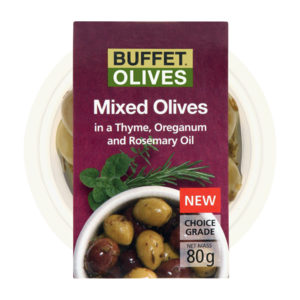 BUFFET
OLIVES
Mixed Olives
in a Thyme, Oreganum
and Rosemary Oil
NEW
CHOICE
GRADE
NET MASS
80g